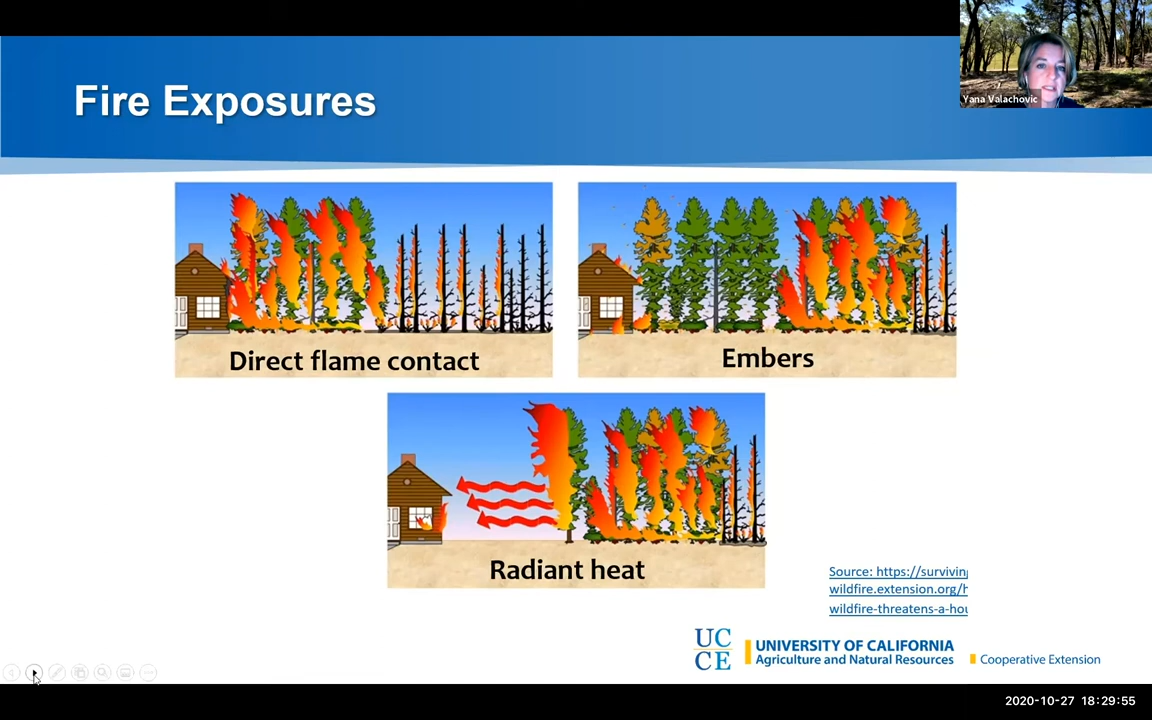 Fire Exposures
Yana Valachovic
Direct flame contact
Embers
Radiant heat
Source: https://survivin
wildfire.extension.org/h
wildfire-threatens-a-hou
UC
CE
UNIVERSITY OF CALIFORNIA
Agriculture and Natural Resources
Cooperative Extension
2020-10-27 18:29:55